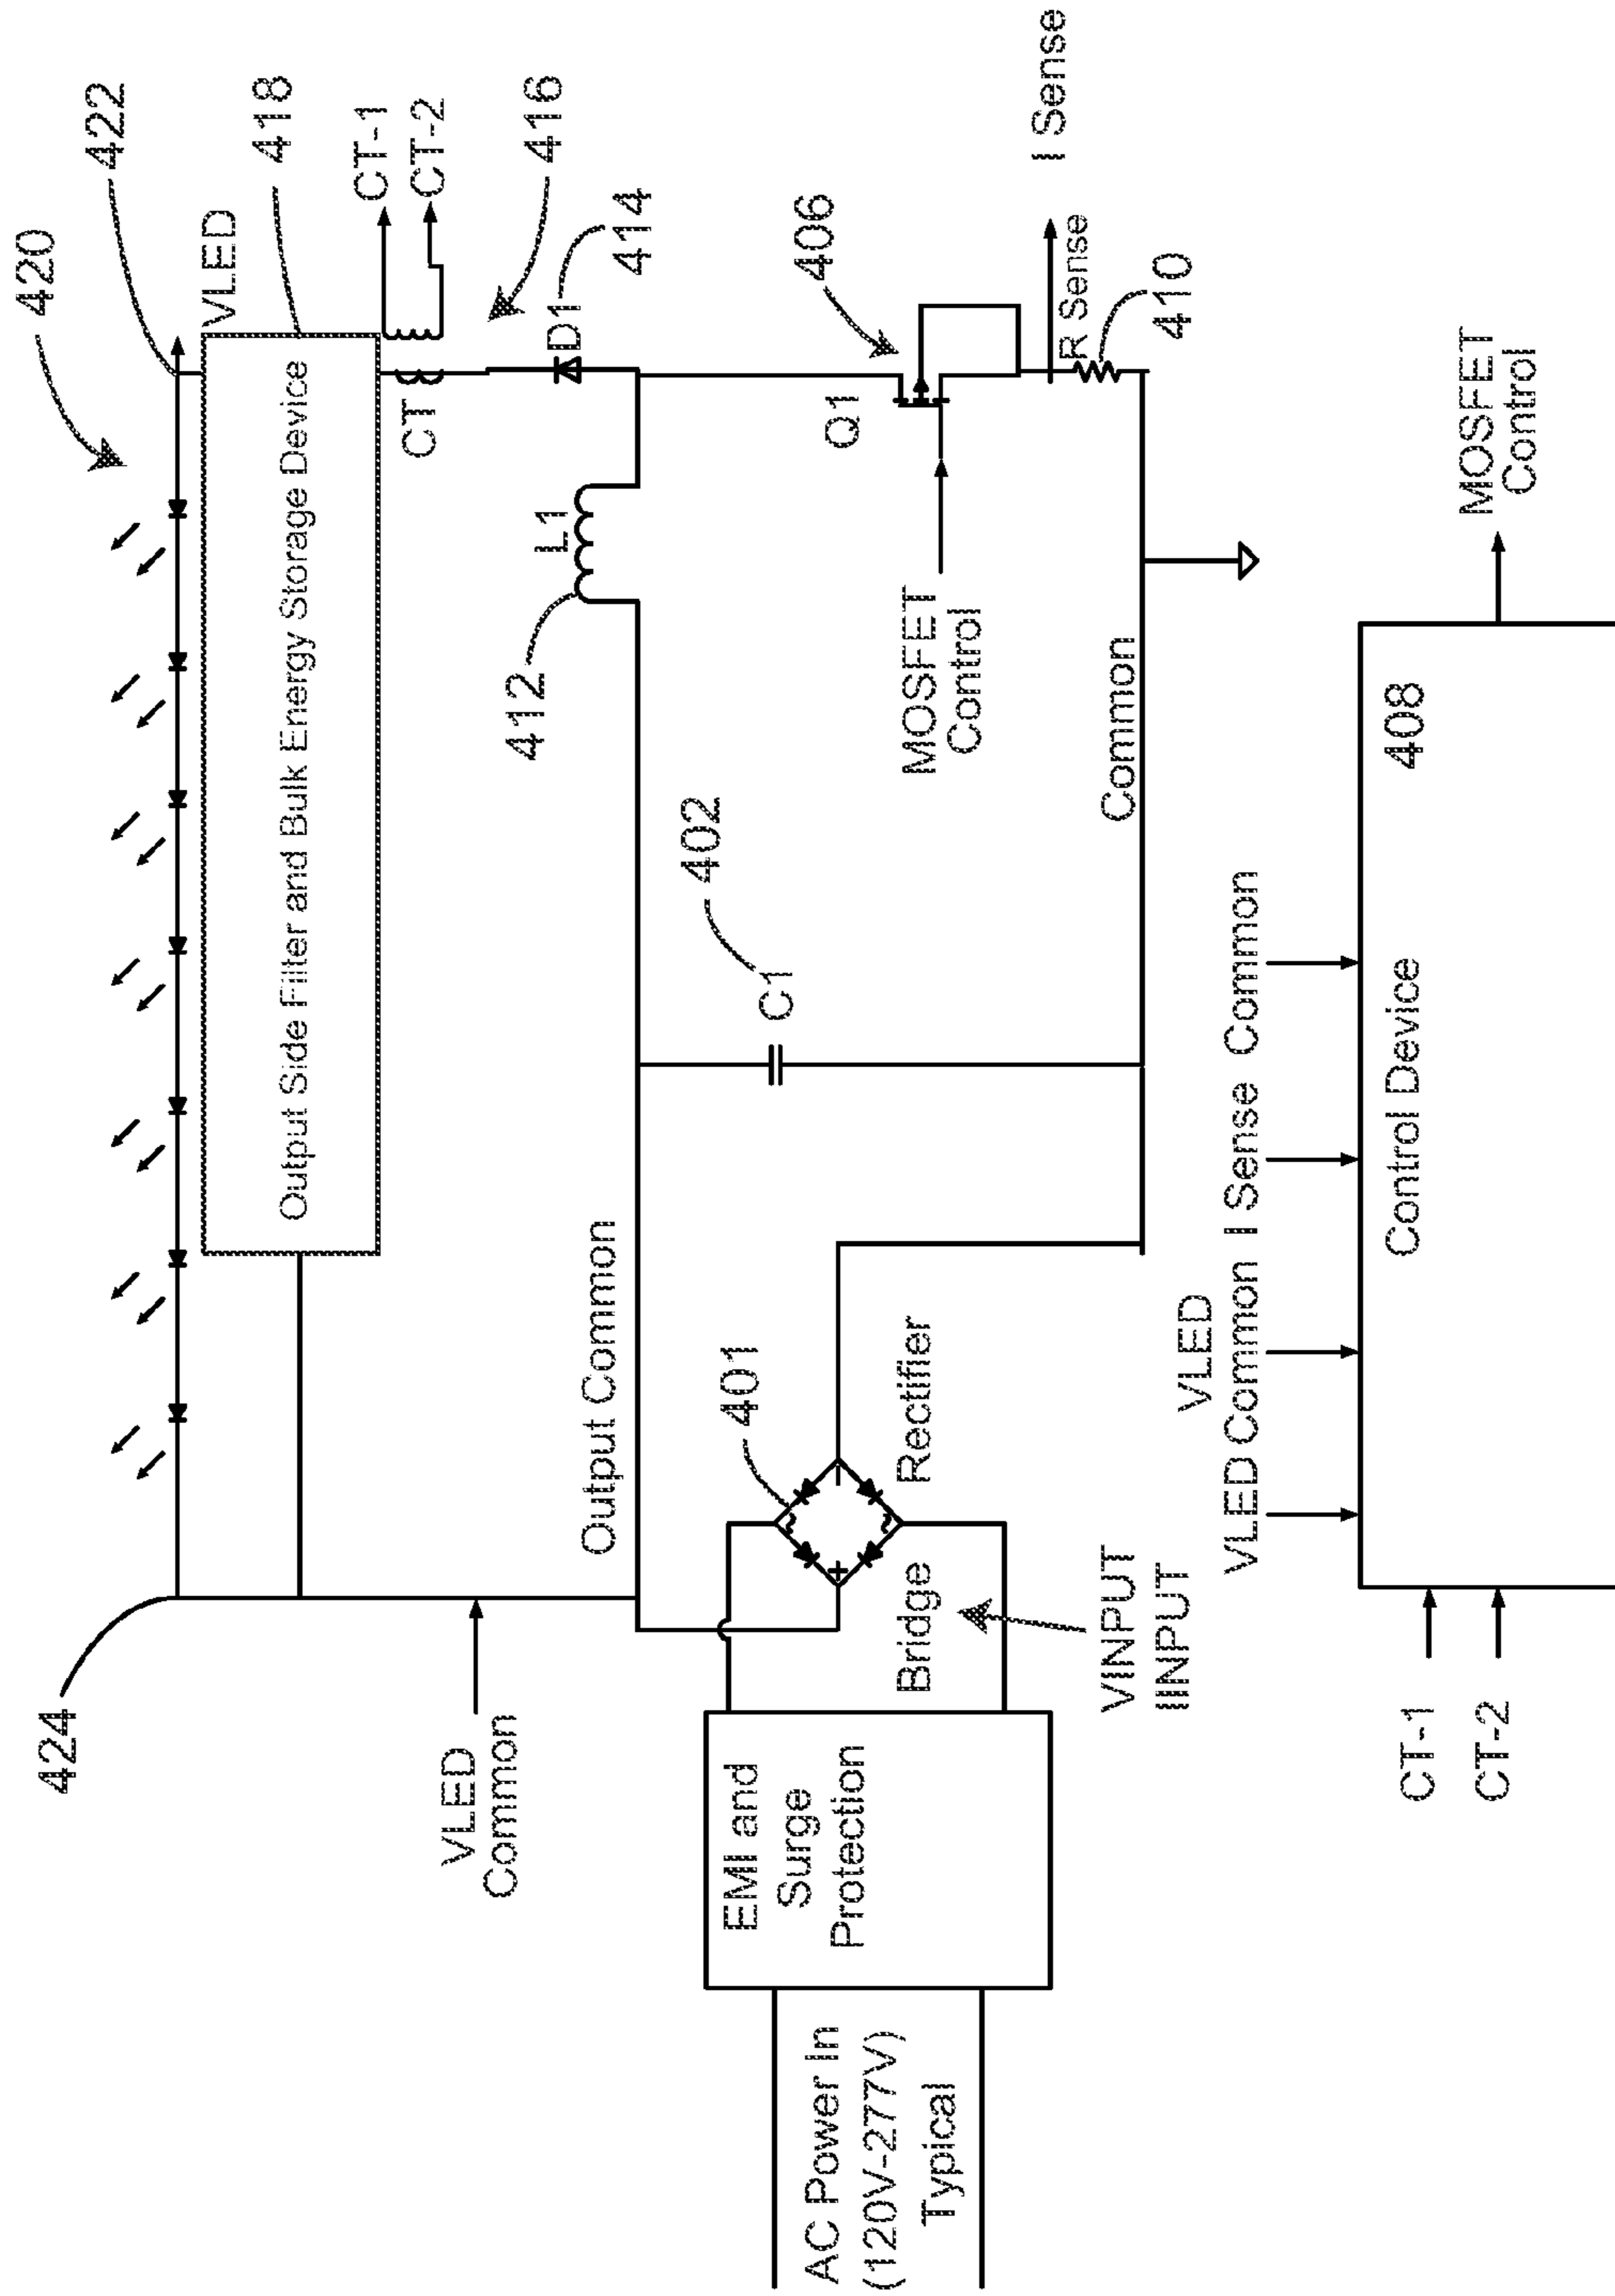 420
422
VLED
418
Output Side Filter and Bulk Energy Storage Device
CT-1
CT-2
416
CT
D1
414
424
VLED
Common
Output Common
L1
412
402
C1
406
Q1
MOSFET
Control
I Sense
R Sense
410
Common
401
Bridge
Rectifier
EMI and
Surge
Protection
AC Power In
(120V-277V)
Typical
VINPUT
IINPUT
VLED
VLED Common I Sense Common
CT-1
CT-2
Control Device
408
MOSFET
Control